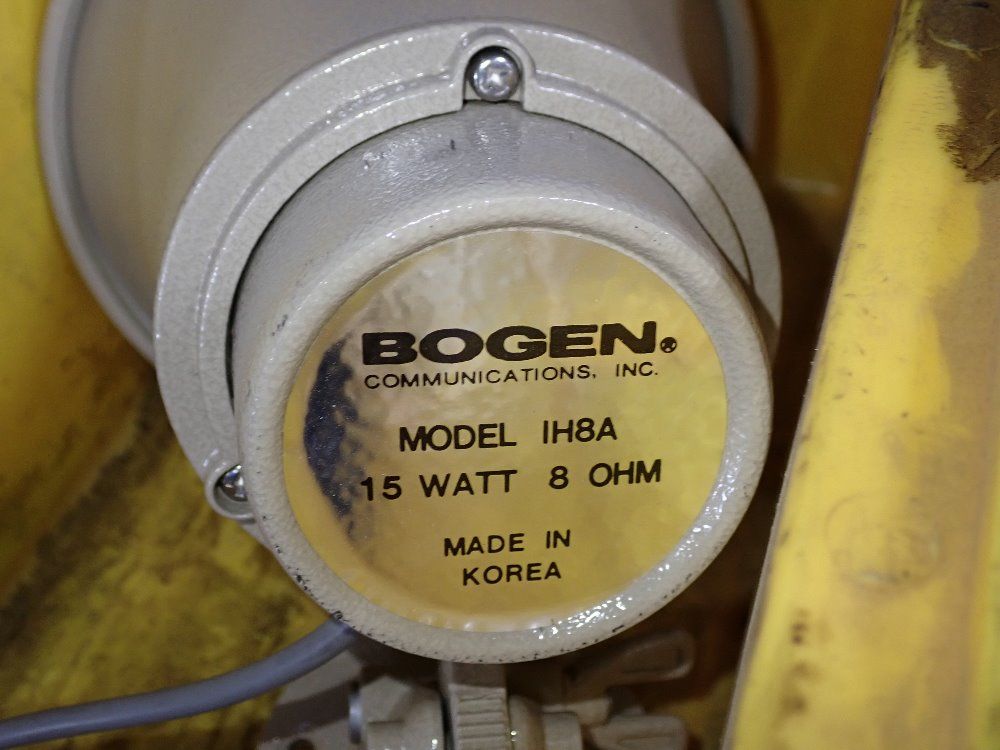 BOGEN®
COMMUNICATIONS, INC.
MODEL IH8A
15 WATT 8 OHM
MADE IN
KOREA